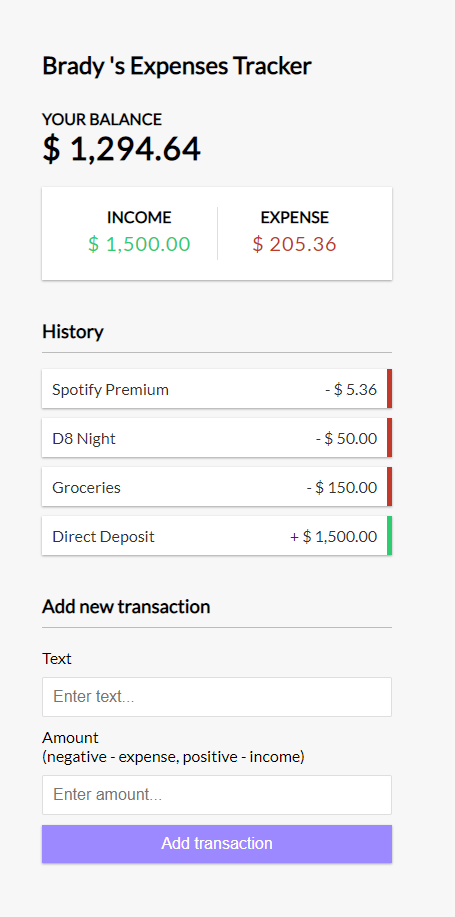 Brady 's Expenses Tracker
YOUR BALANCE
$ 1,294.64
INCOME EXPENSE
$ 1,500.00 $ 205.36
History
Spotify Premium - $ 5.36
D8 Night - $ 50.00
Groceries - $ 150.00
Direct Deposit + $ 1,500.00
Add new transaction
Text
Enter text...
Amount
(negative - expense, positive - income)
Enter amount...
Add transaction